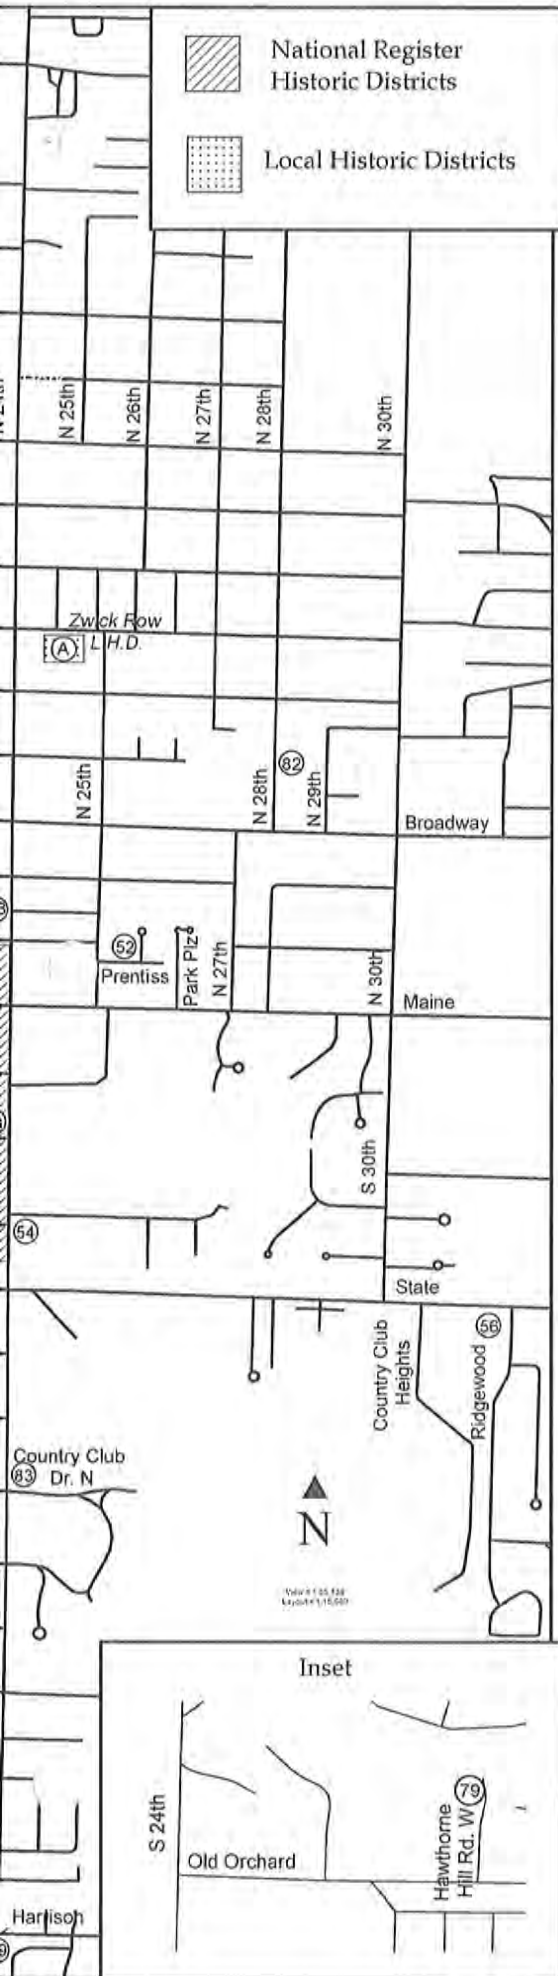 National Register
Historic Districts
Local Historic Districts
N 25th
N 26th
N 27th
N 28th
N 30th
Zwick Row
L.H.D.
A
82
N 25th
N 28th
N 29th
Broadway
52
Prentiss
Park Plz
N 27th
N 30th
Maine
S 30th
54
State
Country Club
Heights
Ridgewood
56
Country Club
83 Dr. N
N
Inset
S 24th
Old Orchard
Hawthorne
Hill Rd. W
79
Harrison